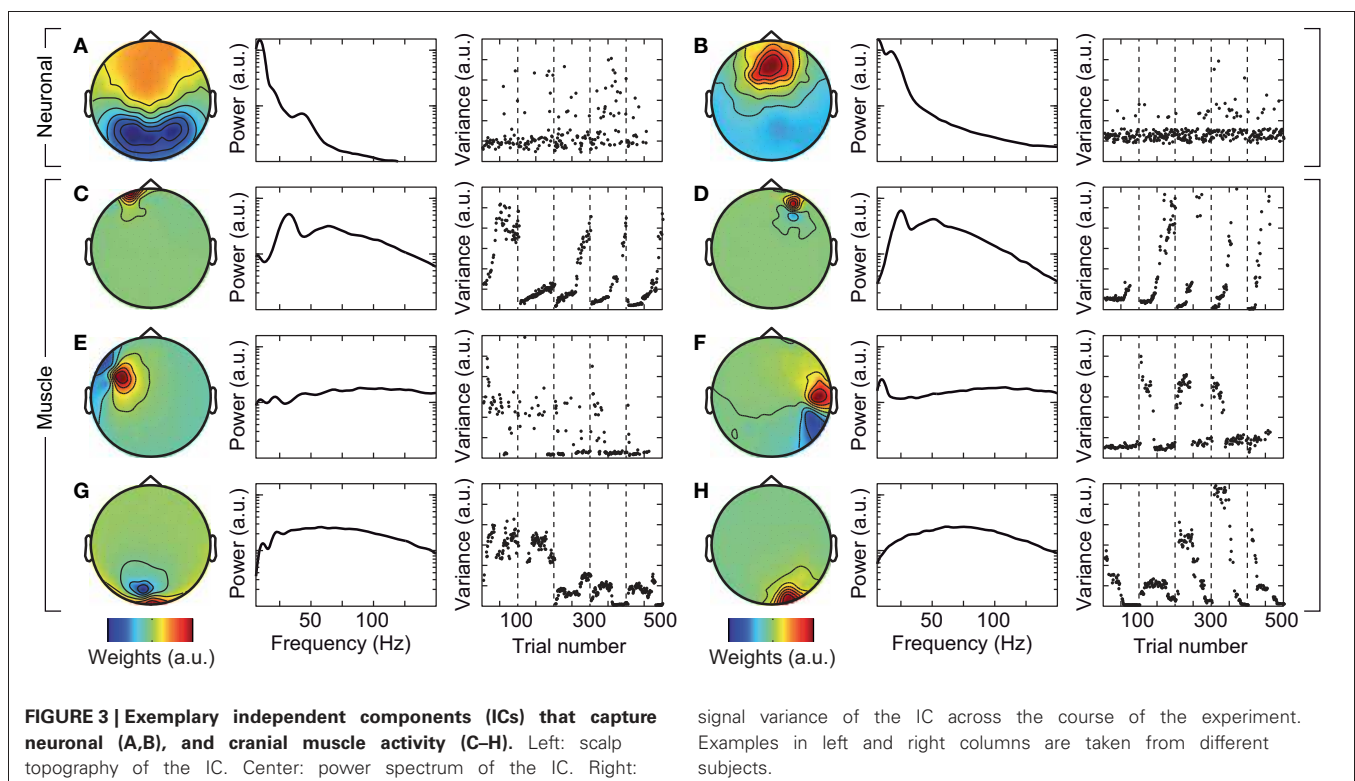 Neuronal
A
Power (a.u.)
Variance (a.u.)
B
Power (a.u.)
Variance (a.u.)
Muscle
C
Power (a.u.)
Variance (a.u.)
D
Power (a.u.)
Variance (a.u.)
E
Power (a.u.)
Variance (a.u.)
F
Power (a.u.)
Variance (a.u.)
G
Power (a.u.)
Variance (a.u.)
H
Power (a.u.)
Variance (a.u.)
50 100
100 300 500
50 100
100 300 500
Weights (a.u.)
Frequency (Hz)
Trial number
Weights (a.u.)
Frequency (Hz)
Trial number
FIGURE 3 | Exemplary independent components (ICs) that capture
neuronal (A,B), and cranial muscle activity (C–H). Left: scalp
topography of the IC. Center: power spectrum of the IC. Right:
signal variance of the IC across the course of the experiment.
Examples in left and right columns are taken from different
subjects.